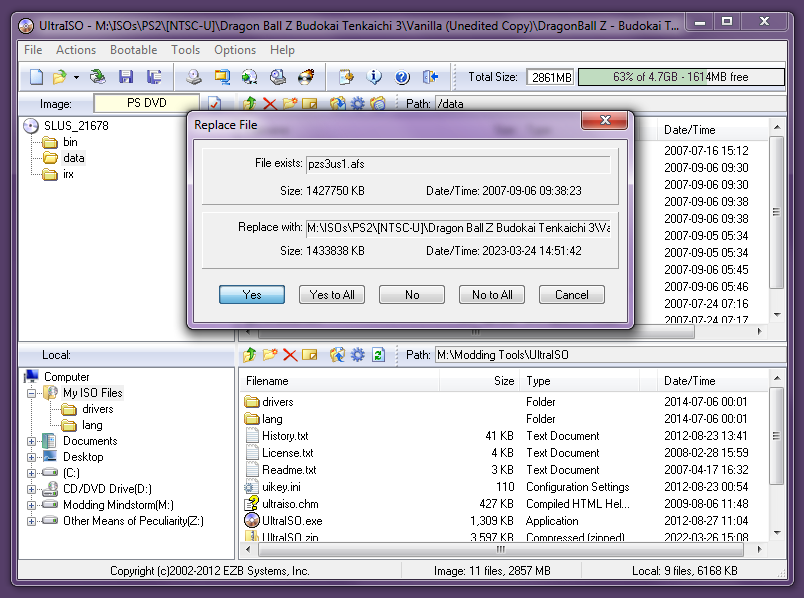 UltraISO - M:\ISOs\PS2\[NTSC-U]\Dragon Ball Z Budokai Tenkaichi 3\Vanilla (Unedited Copy)\DragonBall Z - Budokai T...
File Actions Bootable Tools Options Help
Total Size: 2861MB 63% of 4.7GB - 1614MB free
Image: PS DVD Path: /data
SLUS_21678
bin
data
irx
Date/Time
2007-07-16 15:12
2007-09-06 09:30
2007-09-06 09:30
2007-09-06 09:38
2007-09-06 09:38
2007-09-05 05:34
2007-09-05 05:34
2007-09-06 05:45
2007-09-06 05:46
2007-07-24 07:16
2007-07-24 07:17
Replace File
File exists: pzs3us1.afs
Size: 1427750 KB Date/Time: 2007-09-06 09:38:23
Replace with: M:\ISOs\PS2\[NTSC-U]\Dragon Ball Z Budokai Tenkaichi 3\Va
Size: 1433838 KB Date/Time: 2023-03-24 14:51:42
Yes Yes to All No No to All Cancel
Local: Path: M:\Modding Tools\UltraISO
Computer
My ISO Files
drivers
lang
Documents
Desktop
(C:)
CD/DVD Drive(D:)
Modding Mindstorm(M:)
Other Means of Peculiarity(Z:)
Filename Size Type Date/Time
drivers Folder 2014-07-06 00:01
lang Folder 2014-07-06 00:01
History.txt 41 KB Text Document 2012-08-23 13:41
License.txt 4 KB Text Document 2008-02-28 15:59
Readme.txt 3 KB Text Document 2007-04-17 16:32
uikey.ini 110 Configuration Settings 2012-08-23 00:54
ultraiso.chm 427 KB Compiled HTML Hel... 2009-08-06 11:48
UltraISO.exe 1,309 KB Application 2012-08-27 11:04
UltraISO.zip 3,597 KB Compressed (zipped) 2022-03-26 15:08
Copyright (c)2002-2012 EZB Systems, Inc. Image: 11 files, 2857 MB Local: 9 files, 6168 KB